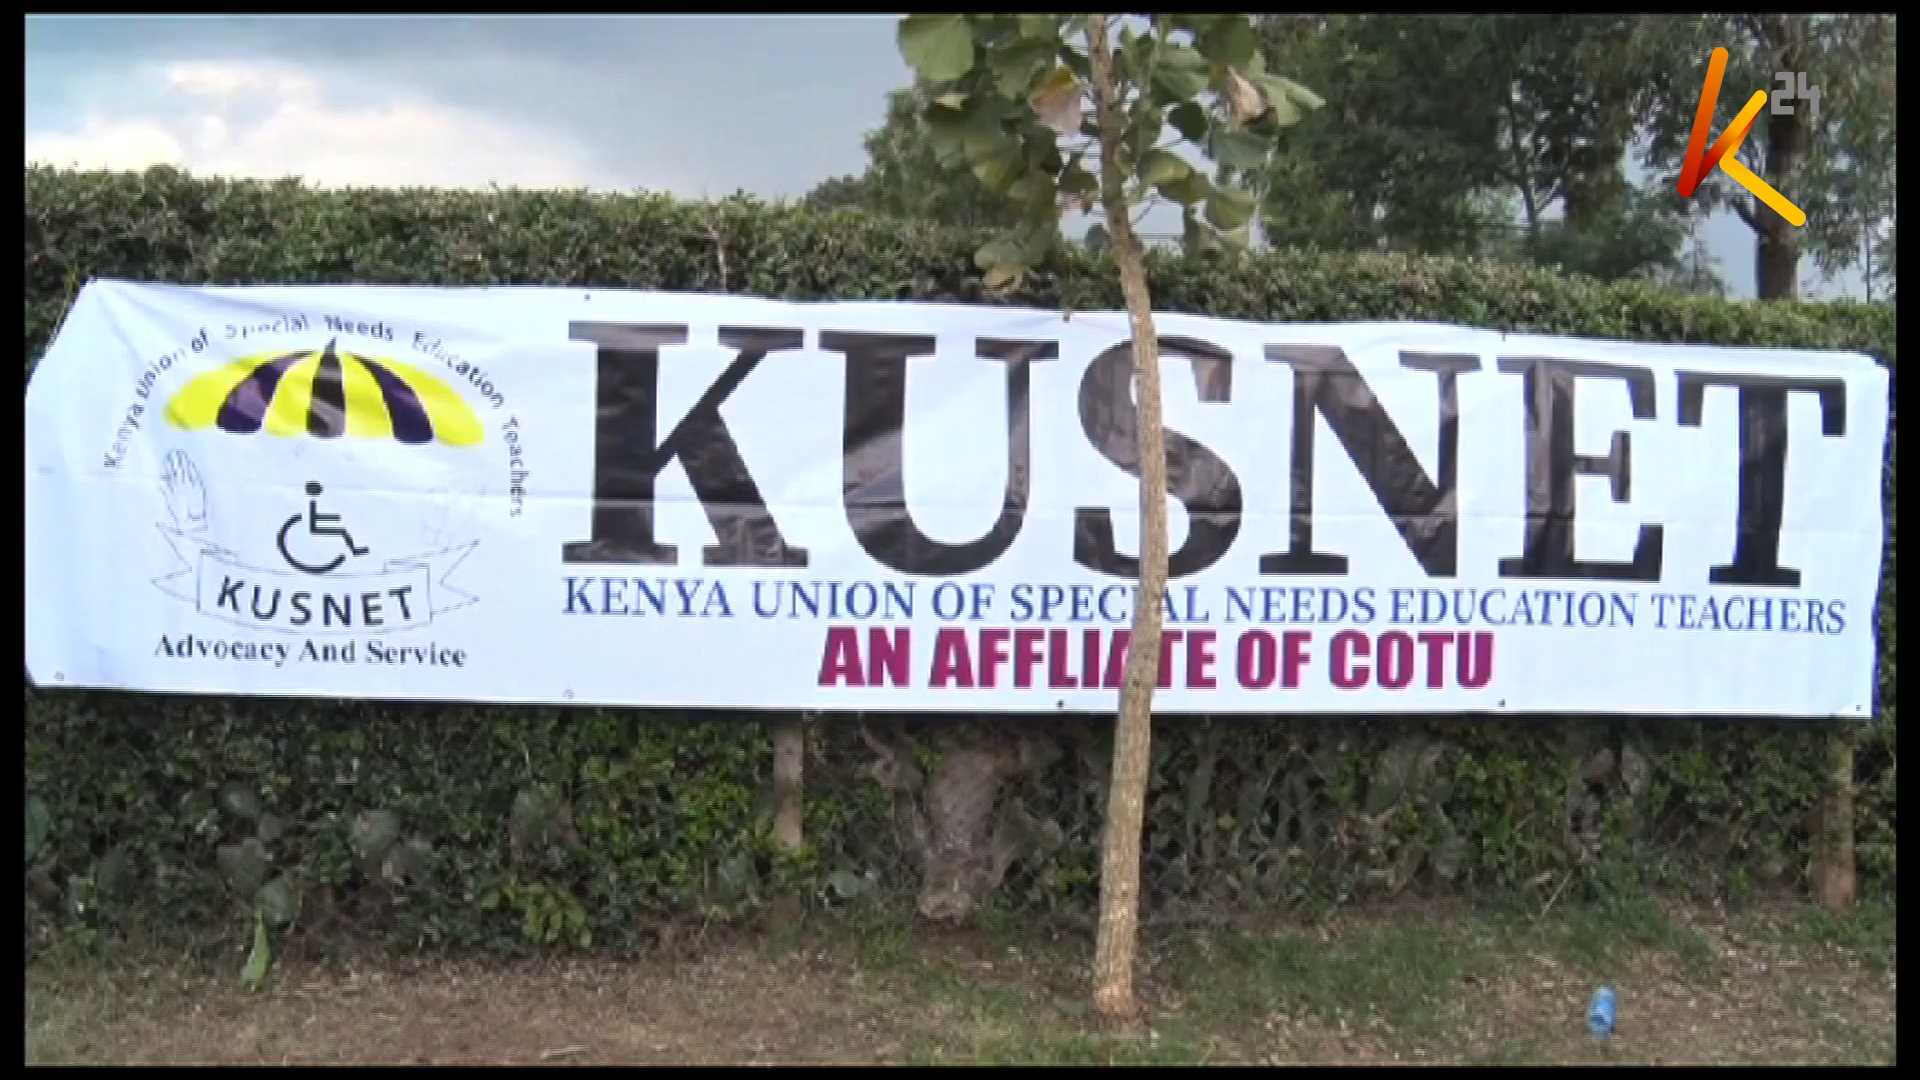 K24
Kenya Union of Special Needs Education Teachers
KUSNET
Advocacy And Service
KUSNET
KENYA UNION OF SPECIAL NEEDS EDUCATION TEACHERS
AN AFFLIATE OF COTU